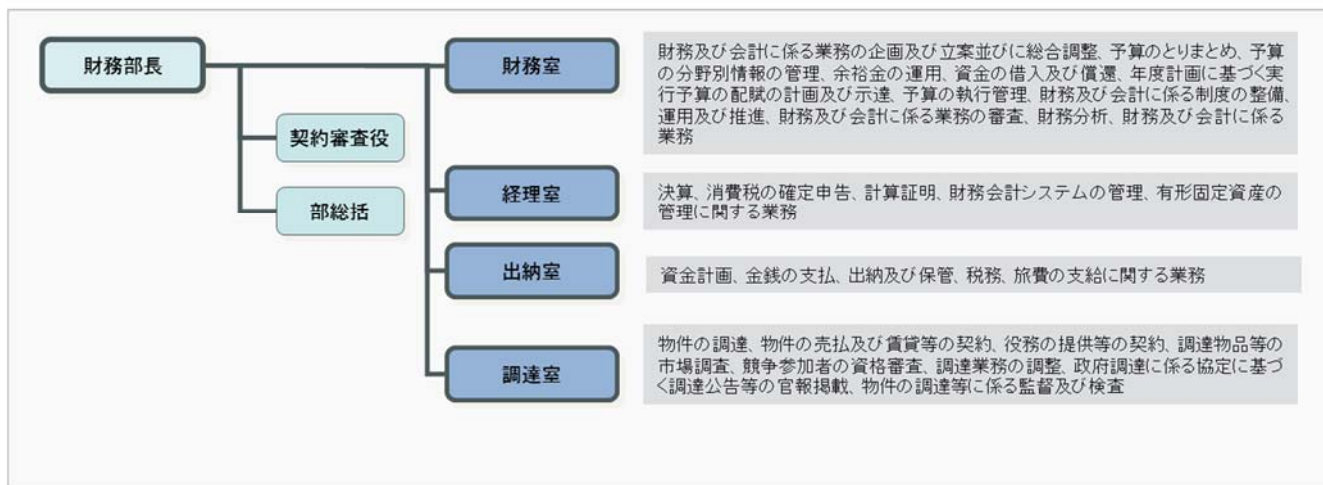 財務部長
契約審査役
部総括
財務室
財務及び会計に係る業務の企画及び立案並びに総合調整、予算のとりまとめ、予算
の分野別情報の管理、余裕金の運用、資金の借入及び償還、年度計画に基づく実
行予算の配賦の計画及び示達、予算の執行管理、財務及び会計に係る制度の整備、
運用及び推進、財務及び会計に係る業務の審査、財務分析、財務及び会計に係る
業務
経理室
決算、消費税の確定申告、計算証明、財務会計システムの管理、有形固定資産の
管理に関する業務
出納室
資金計画、金銭の支払、出納及び保管、税務、旅費の支給に関する業務
調達室
物件の調達、物件の売払及び賃貸等の契約、役務の提供等の契約、調達物品等の
市場調査、競争参加者の資格審査、調達業務の調整、政府調達に係る協定に基づ
く調達公告等の官報掲載、物件の調達等に係る監督及び検査